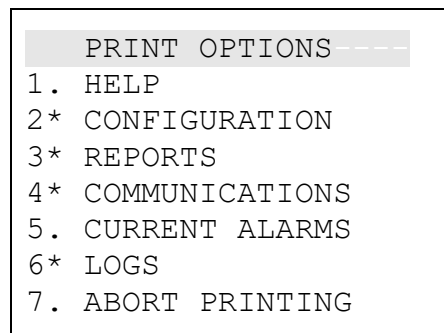 PRINT OPTIONS----
1. HELP
2* CONFIGURATION
3* REPORTS
4* COMMUNICATIONS
5. CURRENT ALARMS
6* LOGS
7. ABORT PRINTING